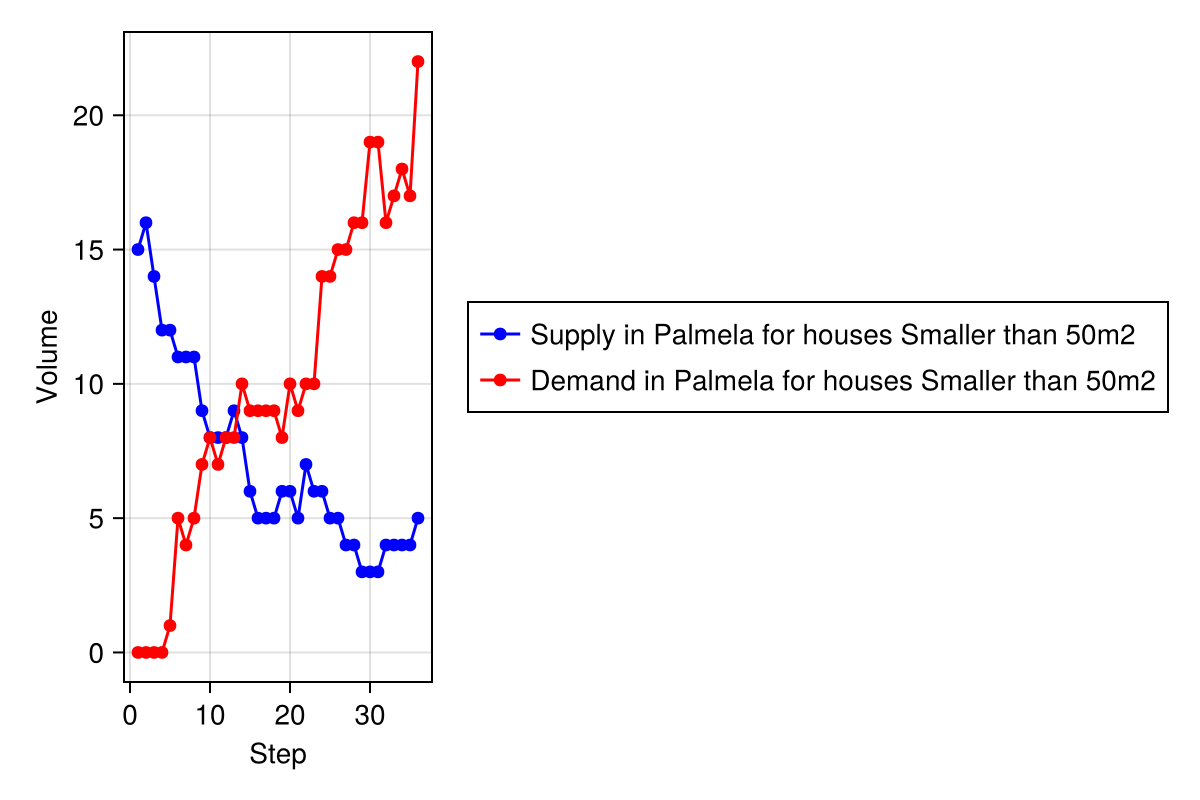 20
15
10
5
0
Volume
0 10 20 30
Step
Supply in Palmela for houses Smaller than 50m2
Demand in Palmela for houses Smaller than 50m2